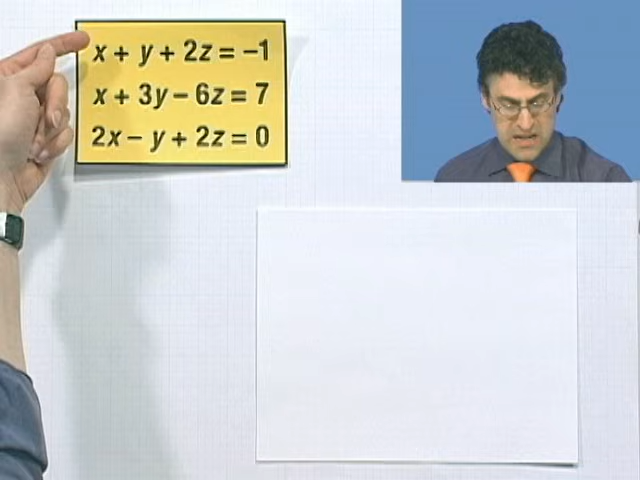 x + y + 2z = −1
x + 3y − 6z = 7
2x − y + 2z = 0